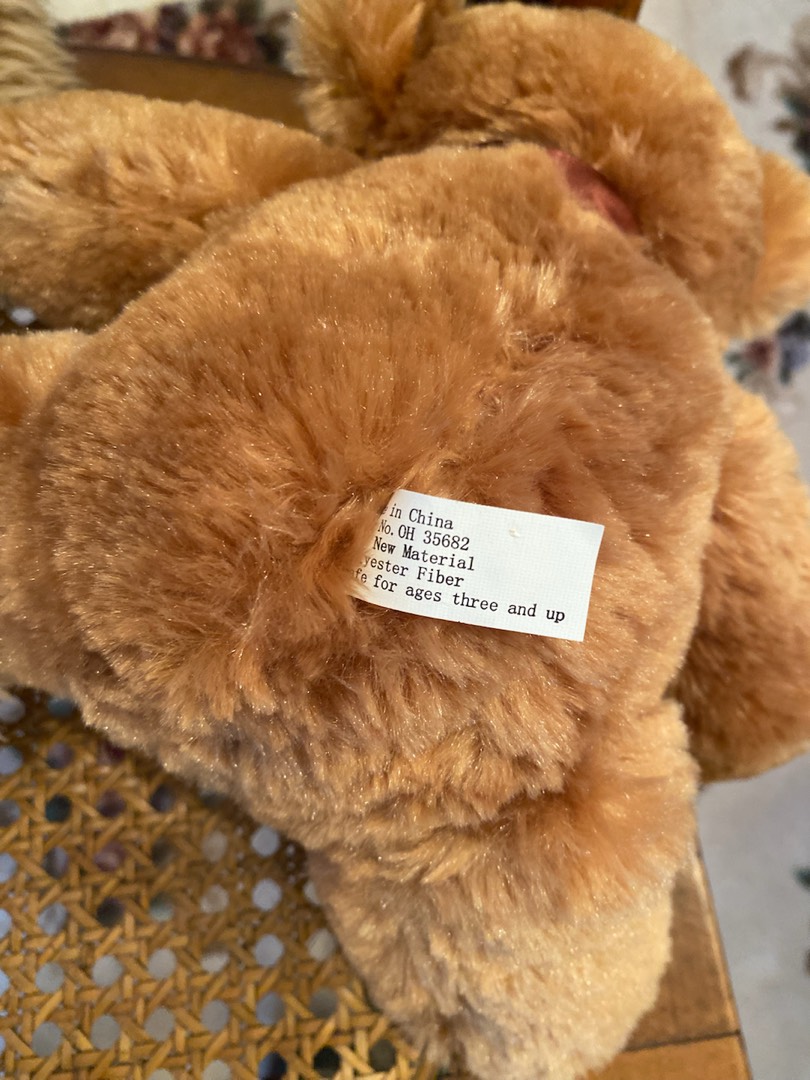 in China
No. OH 35682
New Material
yester Fiber
fe for ages three and up